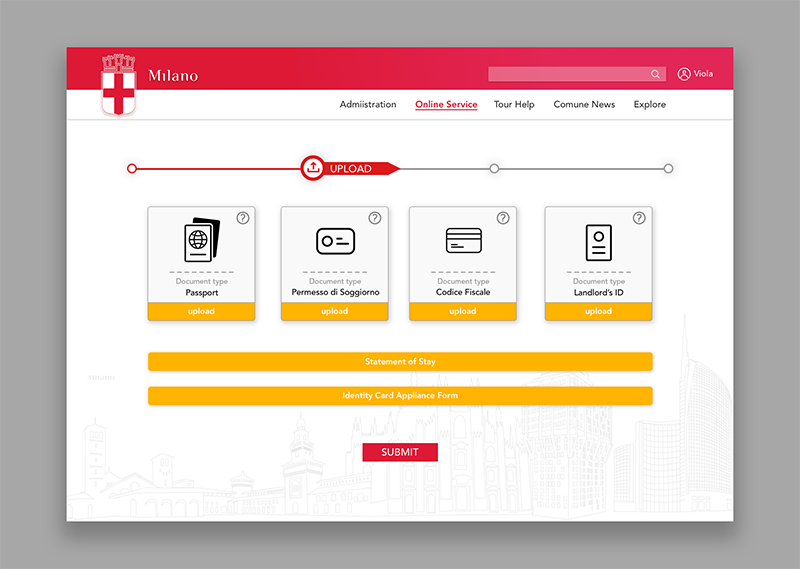 Milano
Viola
Admiistration Online Service Tour Help Comune News Explore
UPLOAD
? ? ? ?
Document type Document type Document type Document type
Passport Permesso di Soggiorno Codice Fiscale Landlord's ID
upload upload upload upload
Statement of Stay
MILANO
Identity Card Appliance Form
SUBMIT